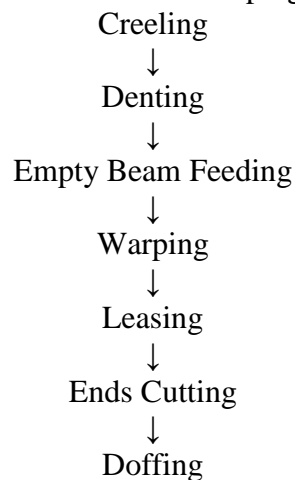 Creeling
↓
Denting
↓
Empty Beam Feeding
↓
Warping
↓
Leasing
↓
Ends Cutting
↓
Doffing